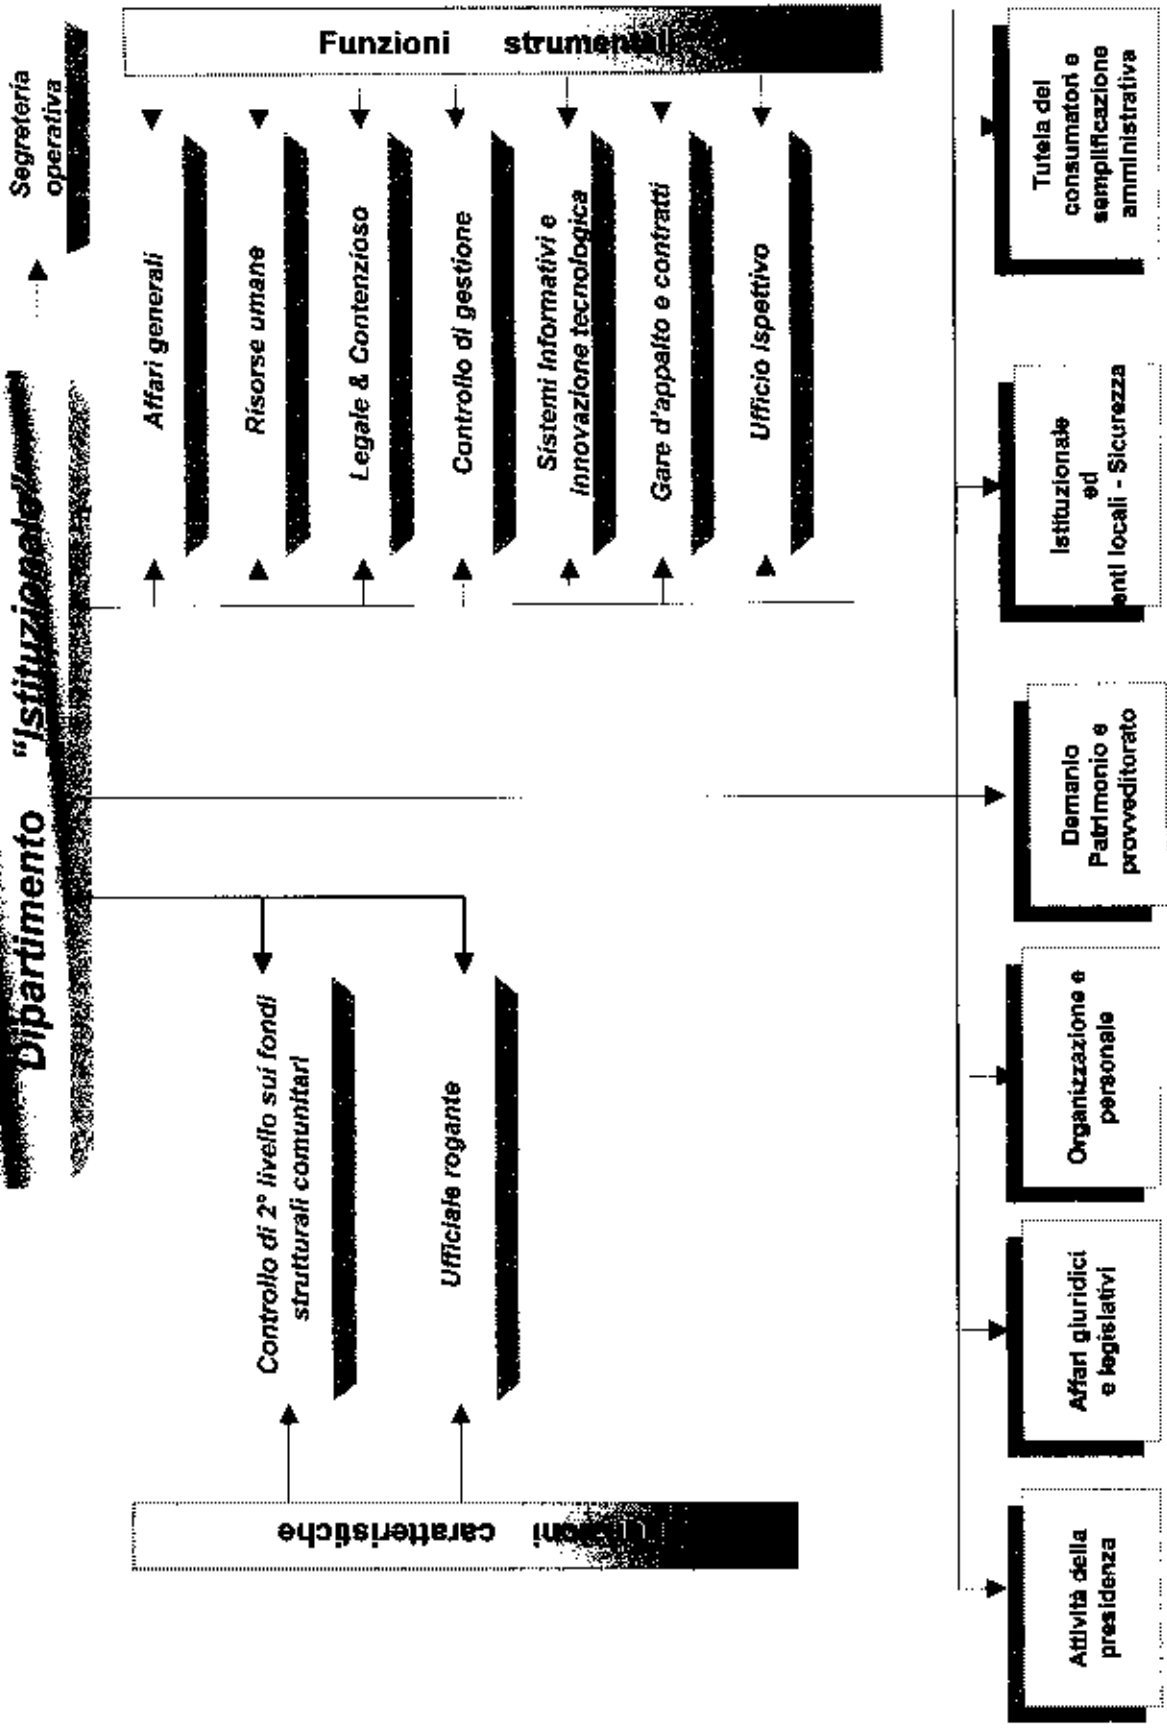 Dipartimento "Istituzionale"
Segreteria
operativa
caratteristiche
Funzioni strumentali
Controllo di 2° livello sui fondi
strutturali comunitari
Ufficiale rogante
Affari generali
Risorse umane
Legale & Contenzioso
Controllo di gestione
Sistemi Informativi e
Innovazione tecnologica
Gare d'appalto e contratti
Ufficio Ispettivo
Attività della
presidenza
Affari giuridici
e legislativi
Organizzazione e
personale
Demanio
Patrimonio e
provveditorato
Istituzionale
ed
enti locali - Sicurezza
Tutela dei
consumatori e
semplificazione
amministrativa